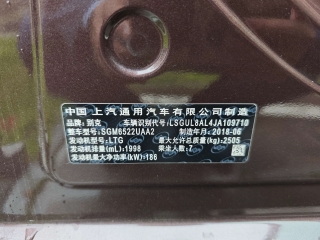 中国 上汽通用汽车有限公司制造
品牌：别克 车辆识别代号：LSGUL8AL4JA109710
整车型号：SGM6522UAA2 制造年月：2018-06
发动机型号：LTG 最大允许总质量(kg)：2505
发动机排量(mL)：1998 乘坐人数：7
发动机最大净功率(kW)：186